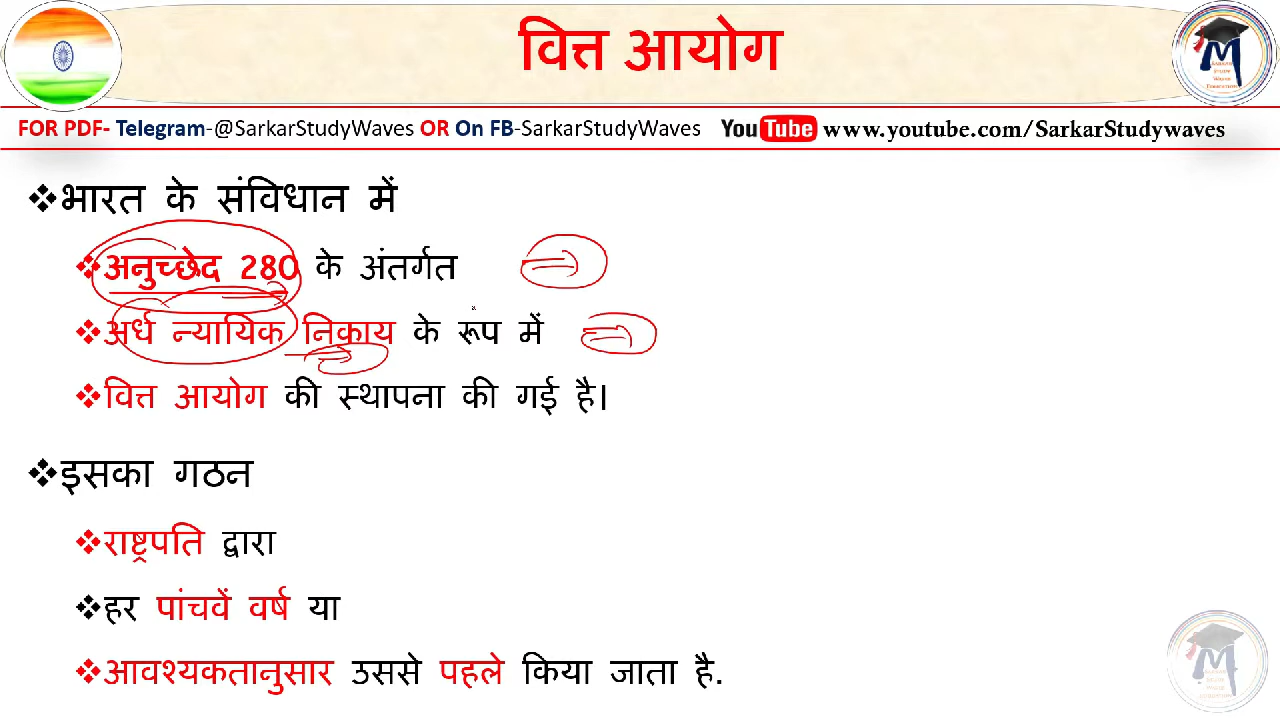 वित्त आयोग
FOR PDF- Telegram-@SarkarStudyWaves OR On FB-SarkarStudyWaves YouTube www.youtube.com/SarkarStudywaves
❖भारत के संविधान में
❖अनुच्छेद 280 के अंतर्गत
❖अर्ध न्यायिक निकाय के रूप में
❖वित्त आयोग की स्थापना की गई है।
❖इसका गठन
❖राष्ट्रपति द्वारा
❖हर पांचवें वर्ष या
❖आवश्यकतानुसार उससे पहले किया जाता है.